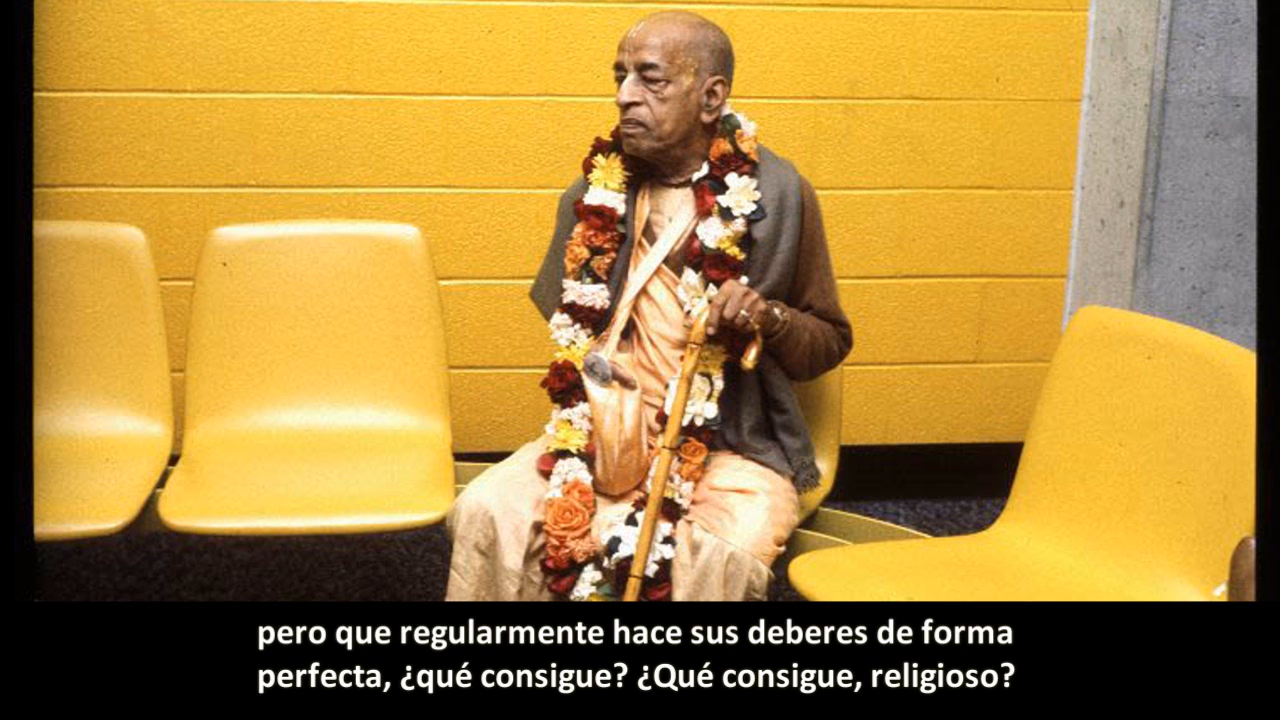 pero que regularmente hace sus deberes de forma
perfecta, ¿qué consigue? ¿Qué consigue, religioso?